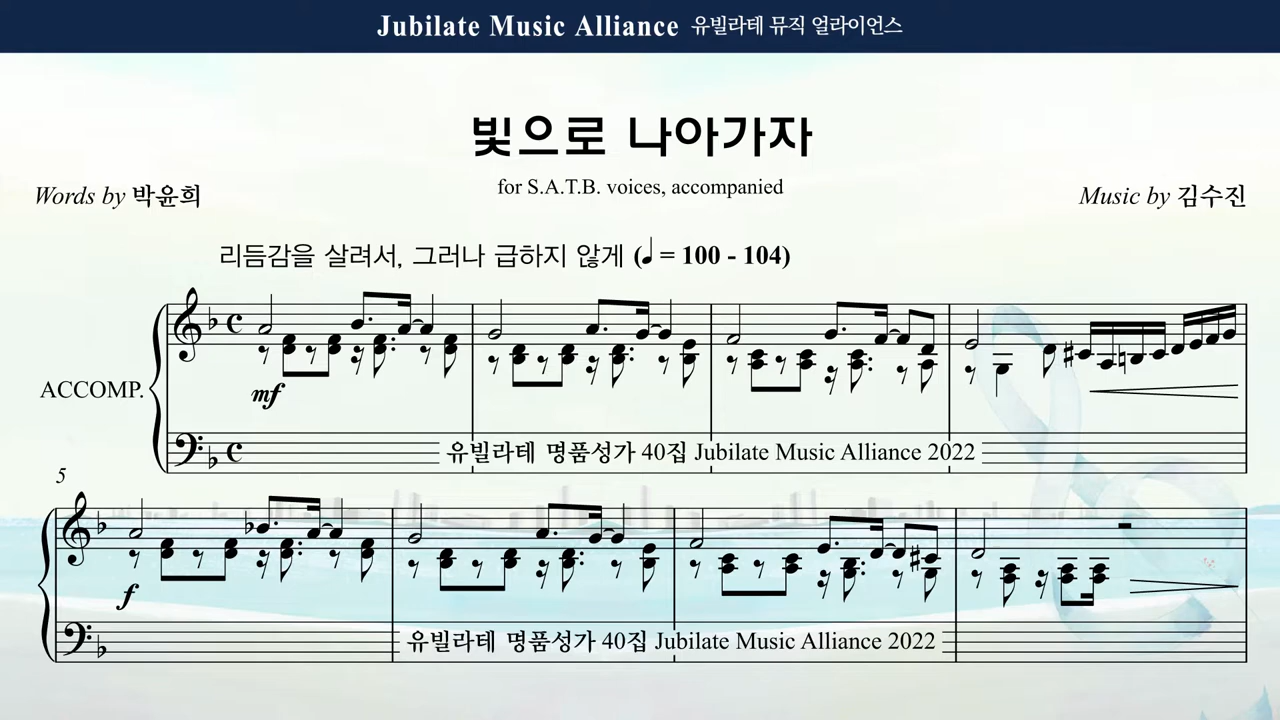 Jubilate Music Alliance 유빌라테 뮤직 얼라이언스
빛으로 나아가자
for S.A.T.B. voices, accompanied
Words by 박윤희
Music by 김수진
리듬감을 살려서, 그러나 급하지 않게 (♩ = 100 - 104)
ACCOMP.
mf
유빌라테 명품성가 40집 Jubilate Music Alliance 2022
5
f
유빌라테 명품성가 40집 Jubilate Music Alliance 2022